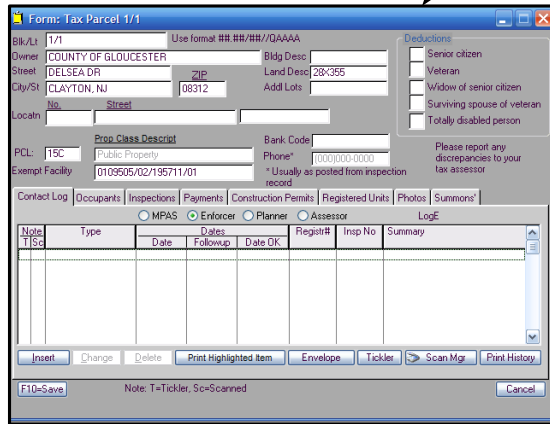 Form: Tax Parcel 1/1
Blk/Lt 1/1 Use format ##.##/##//QAAAA Deductions
Owner COUNTY OF GLOUCESTER Bldg Desc Senior citizen
Street DELSEA DR ZIP Land Desc 28X355 Veteran
City/St CLAYTON, NJ 08312 Addl Lots Widow of senior citizen
No. Street Surviving spouse of veteran
Locatn Totally disabled person
Prop Class Descript Bank Code Please report any
PCL: 15C Public Property Phone* (000)000-0000 discrepancies to your
Exempt Facility 0109505/02/195711/01 * Usually as posted from inspection tax assessor
record
Contact Log Occupants Inspections Payments Construction Permits Registered Units Photos Summons'
MPAS Enforcer Planner Assessor LogE
Note Type Dates Registr# Insp No Summary
T Sc Date Followup Date OK
Insert Change Delete Print Highlighted Item Envelope Tickler Scan Mgr Print History
F10=Save Note: T=Tickler, Sc=Scanned Cancel